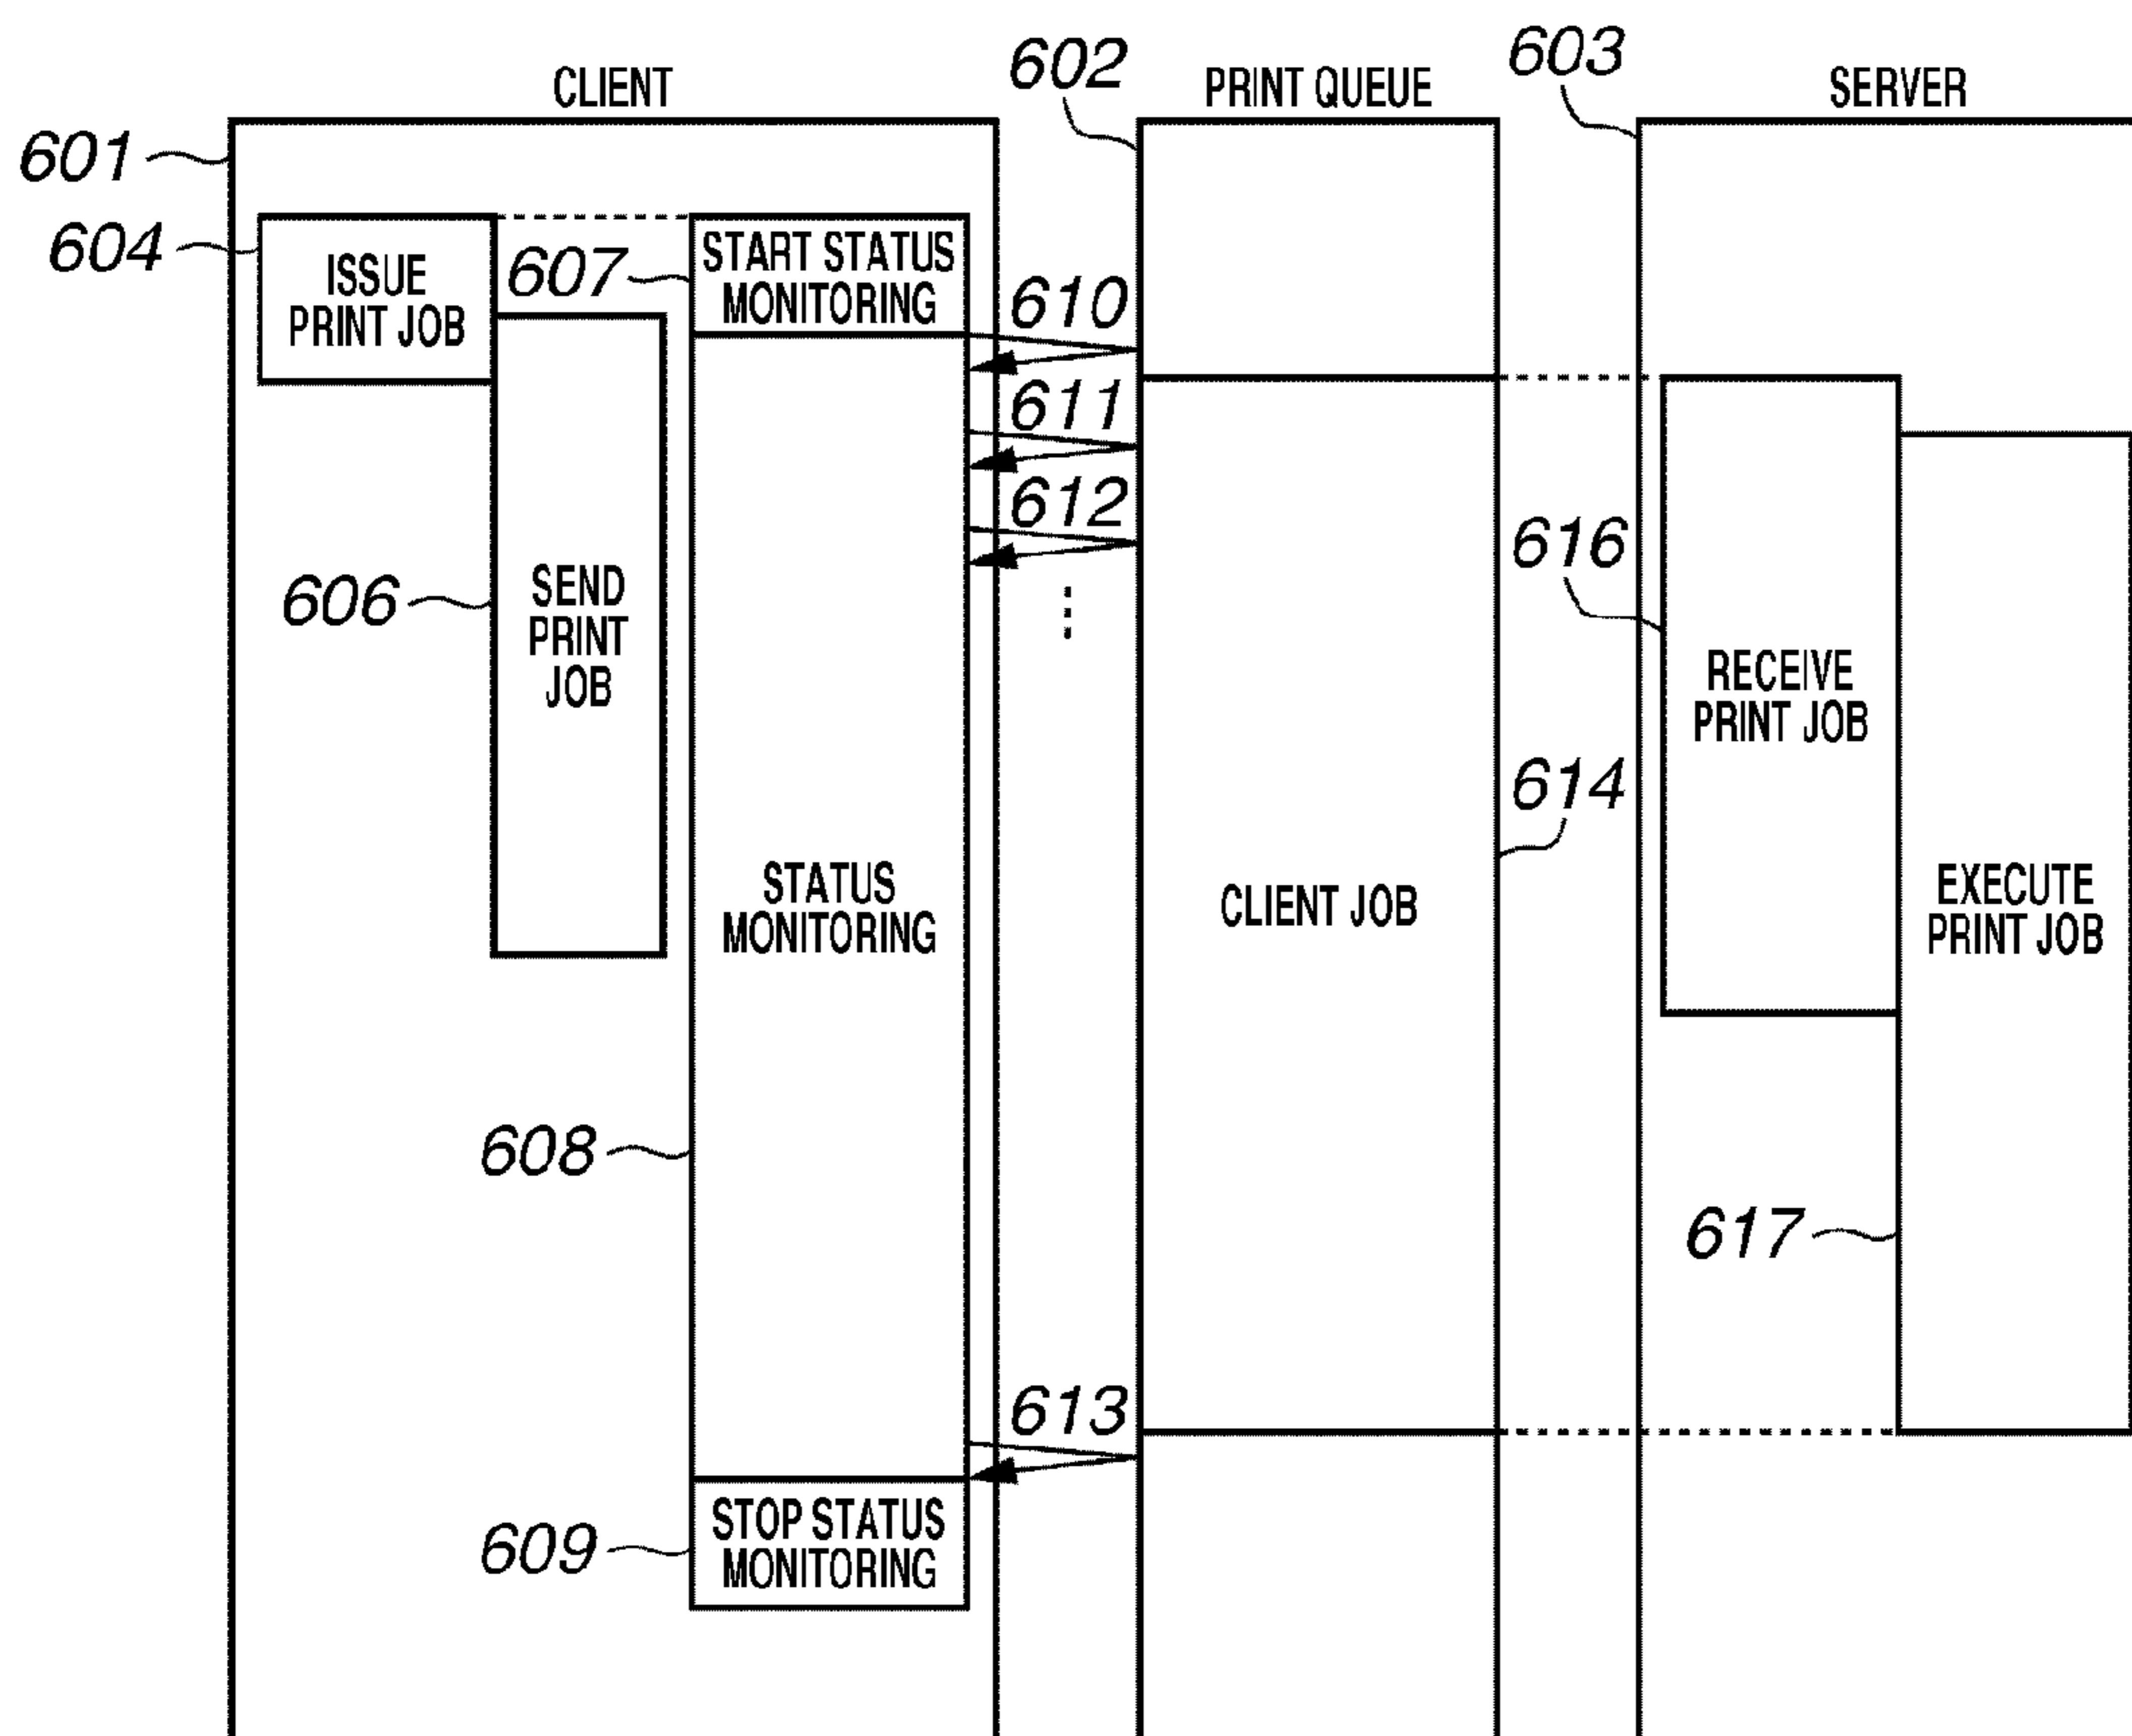 CLIENT
602
PRINT QUEUE
603
SERVER
601
604
ISSUE
PRINT JOB
607
START STATUS
MONITORING
610
611
612
606
SEND
PRINT
JOB
616
RECEIVE
PRINT JOB
614
STATUS
MONITORING
CLIENT JOB
EXECUTE
PRINT JOB
608
617
613
609
STOP STATUS
MONITORING